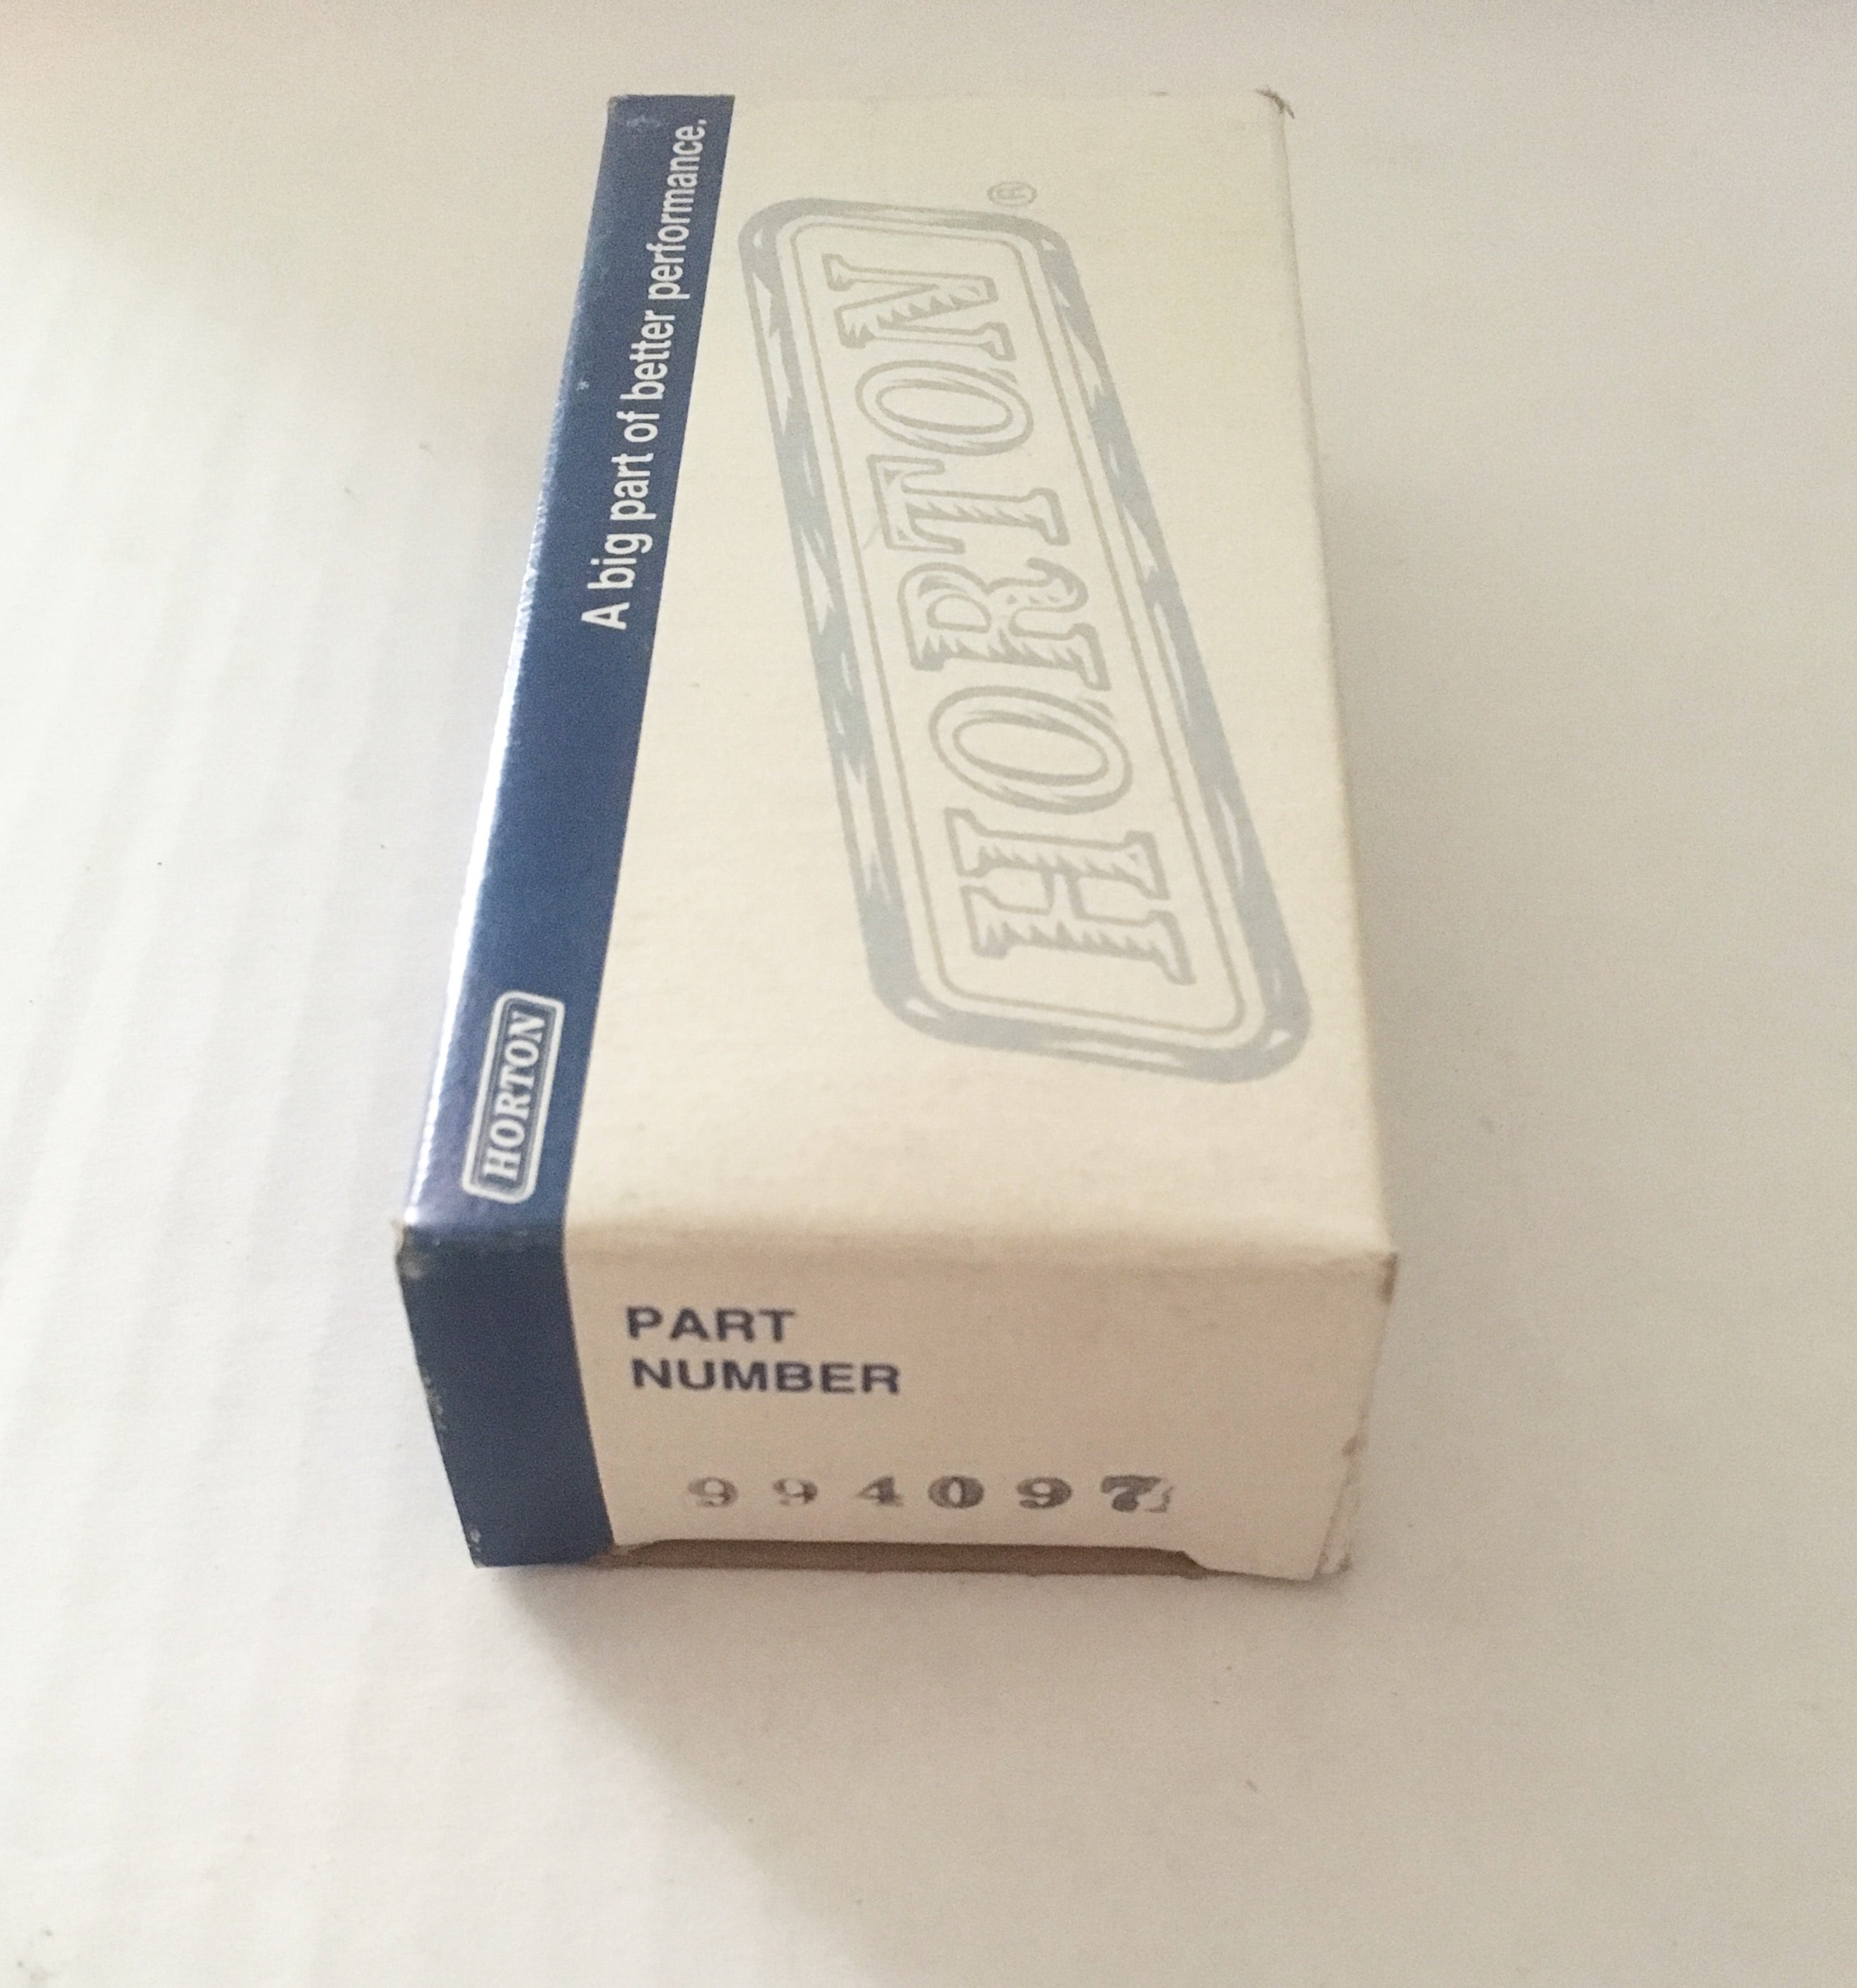 A big part of better performance.
HORTON
HORTON®
PART
NUMBER
994097